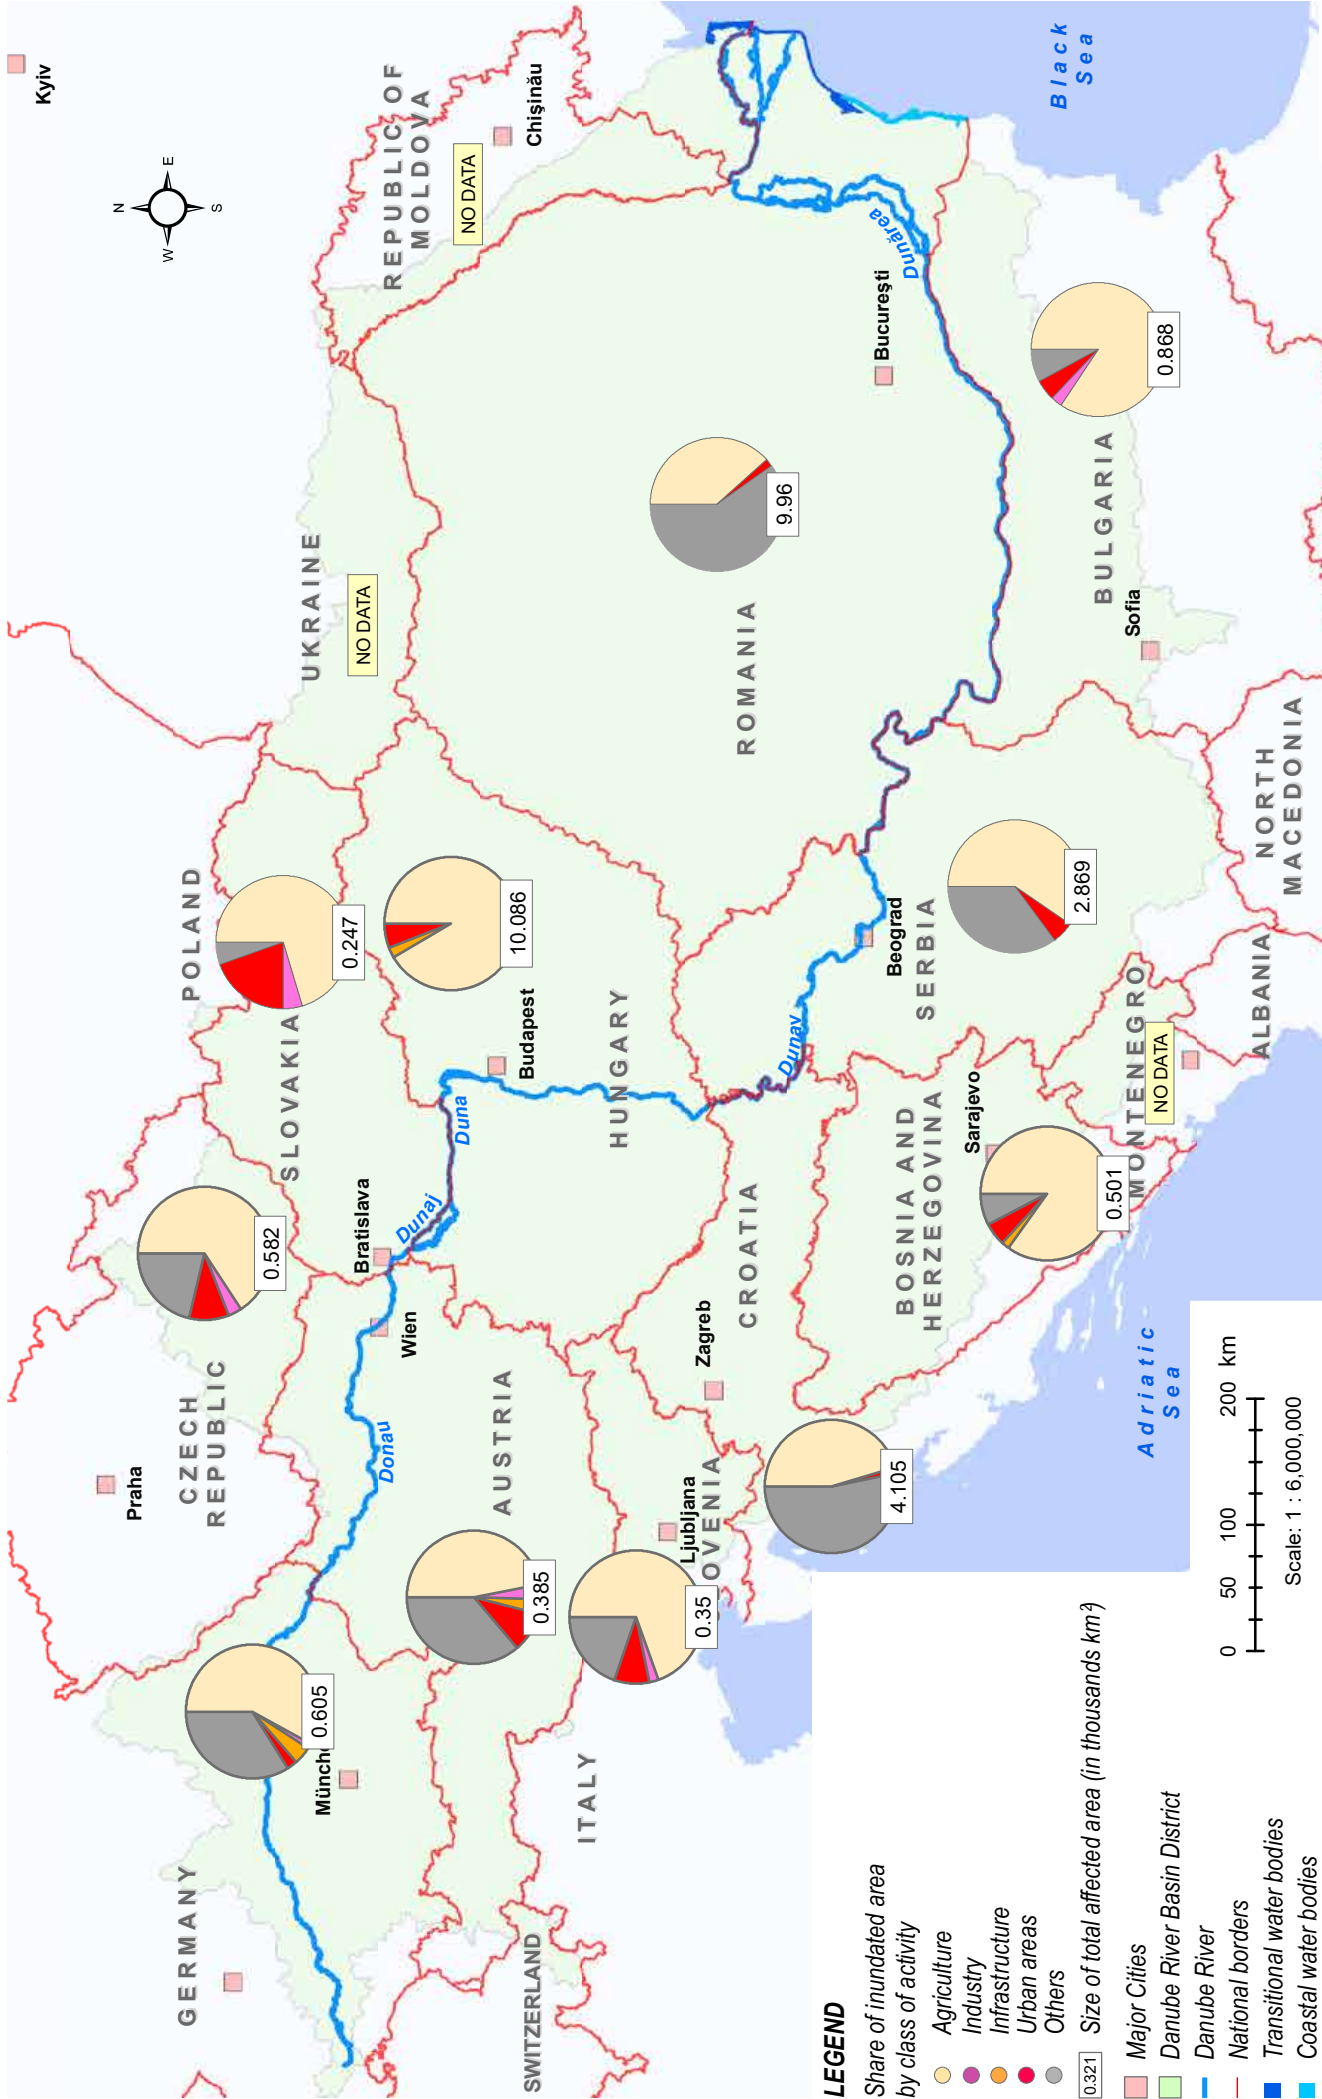 Kyiv
N
W
E
S
REPUBLIC OF
MOLDOVA
Chişinău
NO DATA
UKRAINE
NO DATA
POLAND
0.247
SLOVAKIA
10.086
Budapest
HUNGARY
Duna
Dunaj
Bratislava
0.582
Wien
CZECH
REPUBLIC
Praha
Donau
AUSTRIA
0.385
0.605
Münch
GERMANY
SWITZERLAND
ITALY
0.35
Ljubljana
OVENIA
Zagreb
CROATIA
4.105
BOSNIA AND
HERZEGOVINA
Sarajevo
0.501
MONTENEGRO
NO DATA
ALBANIA
NORTH
MACEDONIA
Dunav
Beograd
SERBIA
2.869
ROMANIA
9.96
Bucureşti
Dunărea
BULGARIA
Sofia
0.868
Black
Sea
Adriatic
Sea
LEGEND
Share of inundated area
by class of activity
Agriculture
Industry
Infrastructure
Urban areas
Others
0.321 Size of total affected area (in thousands km²)
Major Cities
Danube River Basin District
Danube River
National borders
Transitional water bodies
Coastal water bodies
0 50 100 200 km
Scale: 1 : 6,000,000